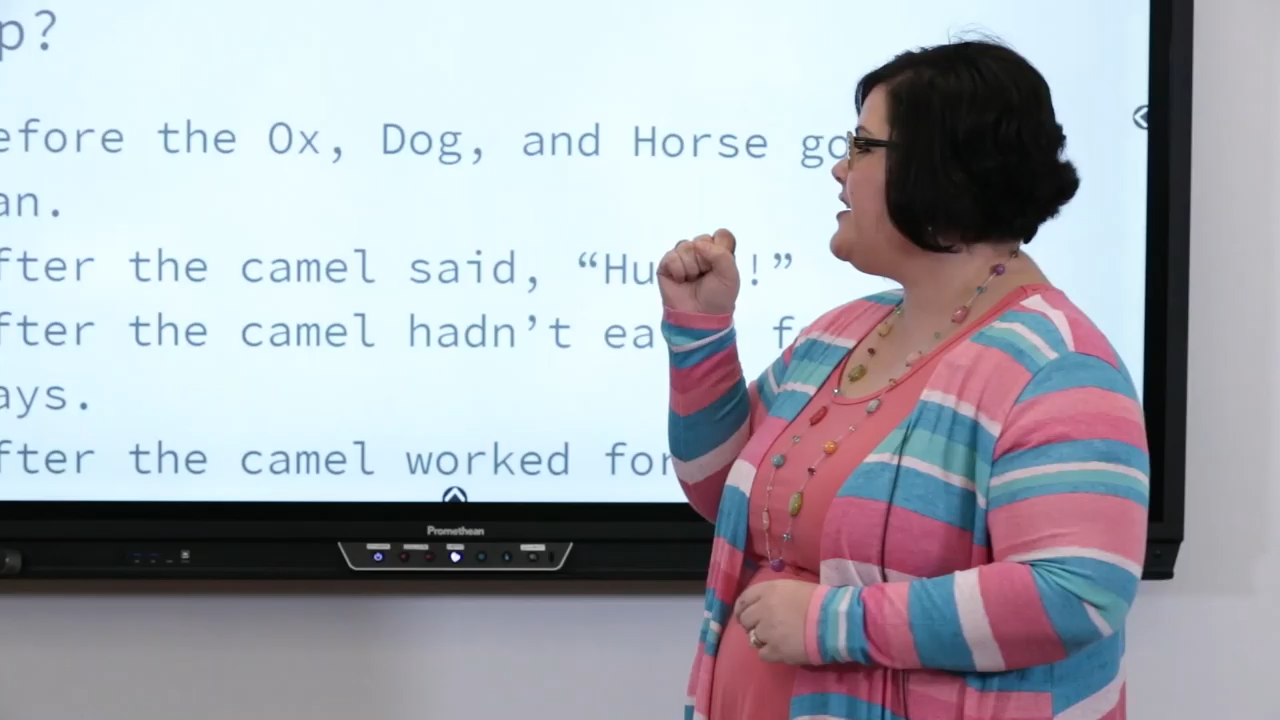 p?
efore the Ox, Dog, and Horse go
an.
fter the camel said, “Hu !”
fter the camel hadn’t ea f
ays.
fter the camel worked for
Promethean